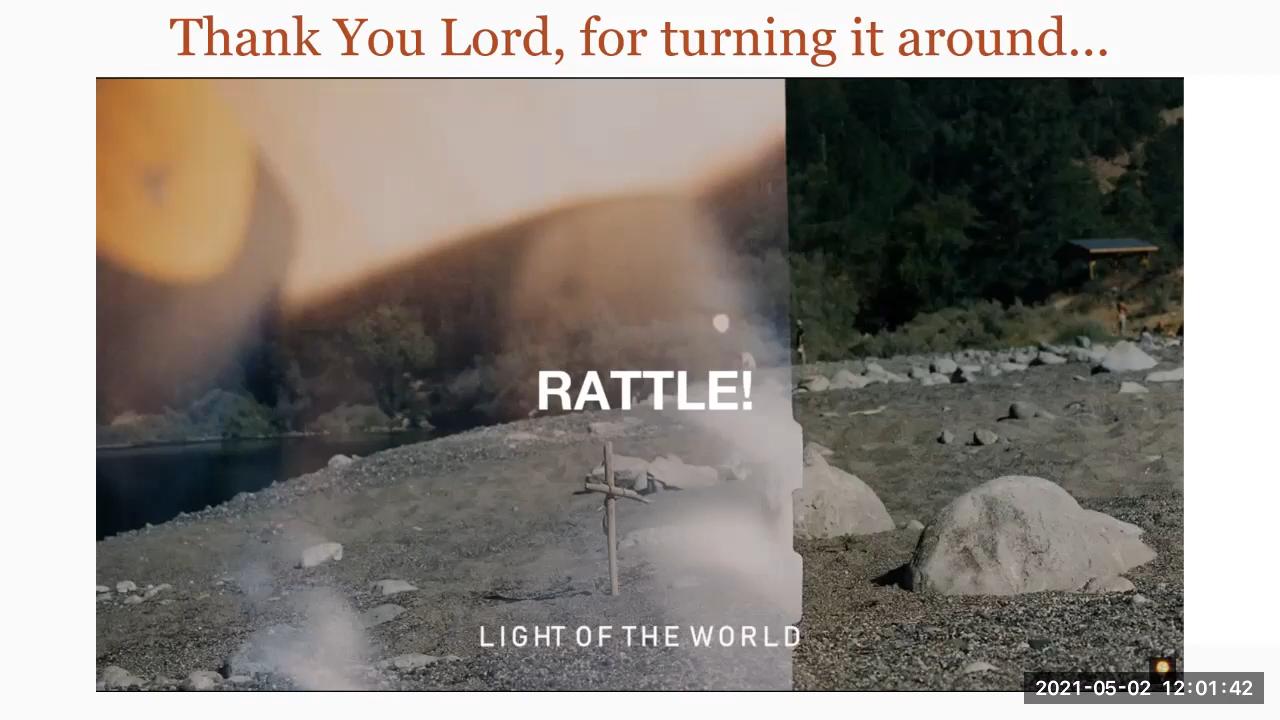 Thank You Lord, for turning it around...
RATTLE!
LIGHT OF THE WORLD
2021-05-02 12:01:42